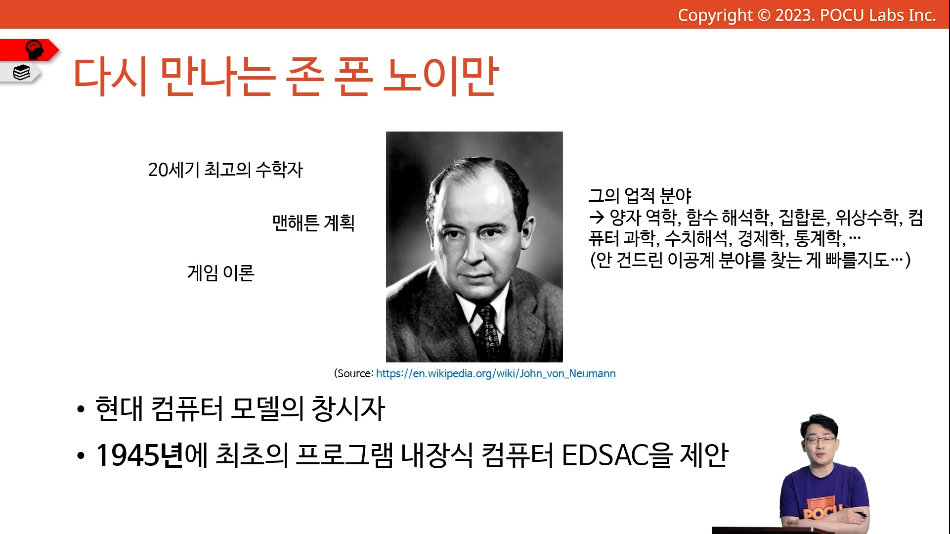 Copyright © 2023. POCU Labs Inc.
다시 만나는 존 폰 노이만
20세기 최고의 수학자
맨해튼 계획
게임 이론
그의 업적 분야
→ 양자 역학, 함수 해석학, 집합론, 위상수학, 컴
퓨터 과학, 수치해석, 경제학, 통계학,…
(안 건드린 이공계 분야를 찾는 게 빠를지도…)
(Source: https://en.wikipedia.org/wiki/John_von_Neumann
• 현대 컴퓨터 모델의 창시자
• 1945년에 최초의 프로그램 내장식 컴퓨터 EDSAC을 제안
POCU